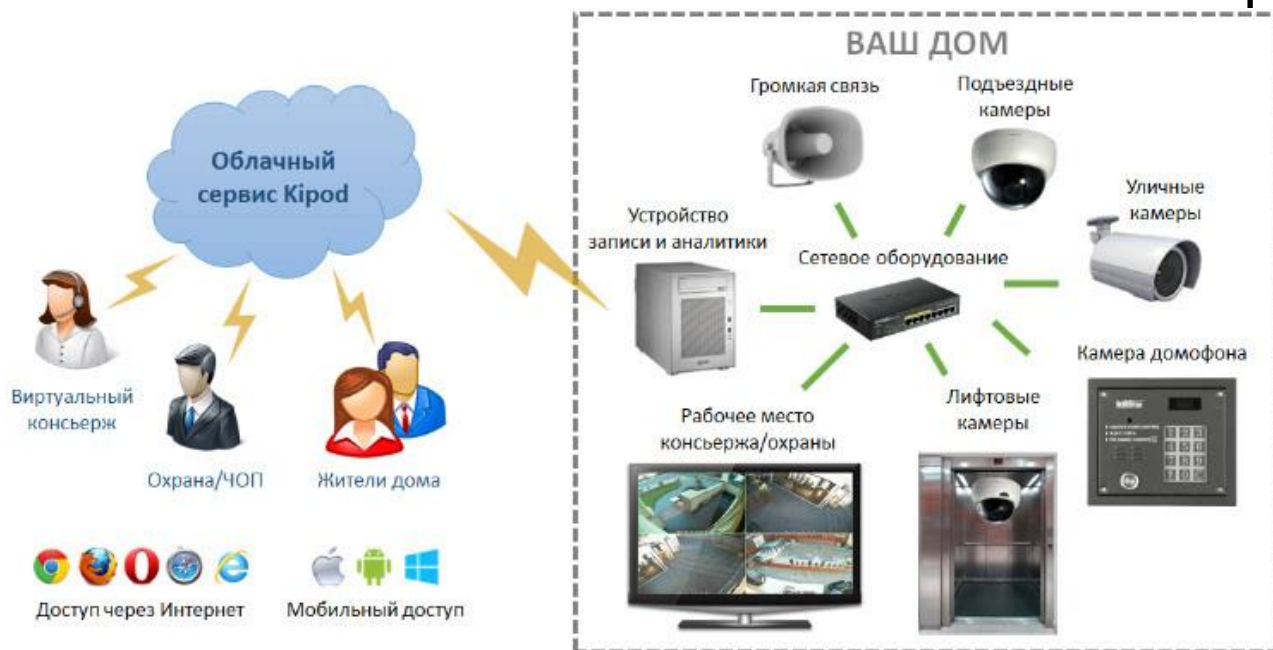 ВАШ ДОМ
Громкая связь
Подъездные
камеры
Облачный
сервис Kipod
Уличные
камеры
Устройство
записи и аналитики
Сетевое оборудование
Камера домофона
Виртуальный
консьерж
Рабочее место
консьержа/охраны
Лифтовые
камеры
Охрана/ЧОП
Жители дома
Доступ через Интернет
Мобильный доступ